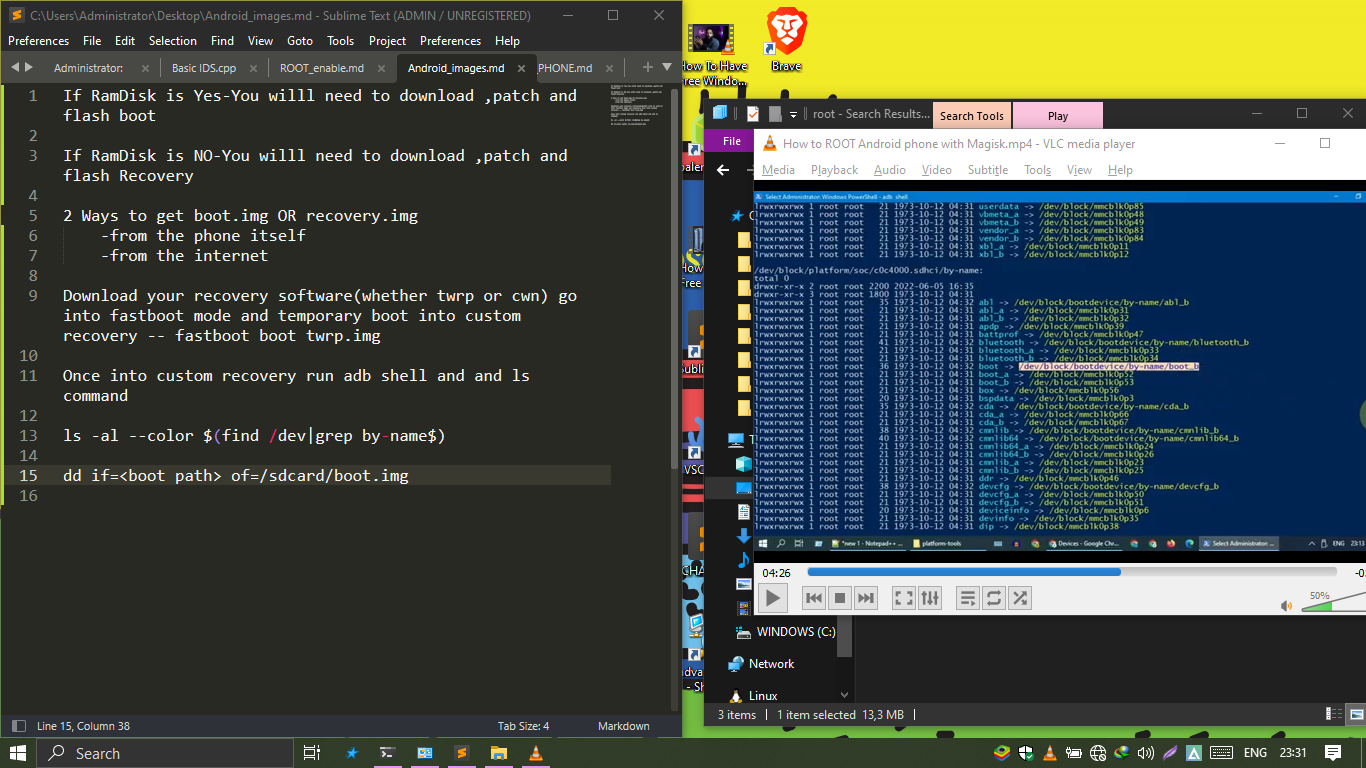 C:\Users\Administrator\Desktop\Android_images.md - Sublime Text (ADMIN / UNREGISTERED)
Preferences File Edit Selection Find View Goto Tools Project Preferences Help
Administrator: Basic IDS.cpp ROOT_enable.md Android_images.md PHONE.md
1 If RamDisk is Yes-You willl need to download ,patch and
flash boot
2
3 If RamDisk is NO-You willl need to download ,patch and
flash Recovery
4
5 2 Ways to get boot.img OR recovery.img
6 -from the phone itself
7 -from the internet
8
9 Download your recovery software(whether twrp or cwn) go
into fastboot mode and temporary boot into custom
recovery -- fastboot boot twrp.img
10
11 Once into custom recovery run adb shell and and ls
command
12
13 ls -al --color $(find /dev|grep by-name$)
14
15 dd if=<boot path> of=/sdcard/boot.img
16
Line 15, Column 38 Tab Size: 4 Markdown
How To Have
Free Windo...
Brave
root - Search Results... Search Tools Play
File
How to ROOT Android phone with Magisk.mp4 - VLC media player
Media Playback Audio Video Subtitle Tools View Help
Select Administrator: Windows PowerShell - adb shell
lrwxrwxrwx 1 root root 21 1973-10-12 04:31 userdata -> /dev/block/mmcblk0p85
lrwxrwxrwx 1 root root 21 1973-10-12 04:31 vbmeta_a -> /dev/block/mmcblk0p48
lrwxrwxrwx 1 root root 21 1973-10-12 04:31 vbmeta_b -> /dev/block/mmcblk0p49
lrwxrwxrwx 1 root root 21 1973-10-12 04:31 vendor_a -> /dev/block/mmcblk0p83
lrwxrwxrwx 1 root root 21 1973-10-12 04:31 vendor_b -> /dev/block/mmcblk0p84
lrwxrwxrwx 1 root root 21 1973-10-12 04:31 xbl_a -> /dev/block/mmcblk0p11
lrwxrwxrwx 1 root root 21 1973-10-12 04:31 xbl_b -> /dev/block/mmcblk0p12
/dev/block/platform/soc/c0c4000.sdhci/by-name:
total 0
drwxr-xr-x 2 root root 2200 2022-06-05 16:35
drwxr-xr-x 3 root root 1800 1973-10-12 04:31
lrwxrwxrwx 1 root root 35 1973-10-12 04:32 abl -> /dev/block/bootdevice/by-name/abl_b
lrwxrwxrwx 1 root root 21 1973-10-12 04:31 abl_a -> /dev/block/mmcblk0p31
lrwxrwxrwx 1 root root 21 1973-10-12 04:31 abl_b -> /dev/block/mmcblk0p32
lrwxrwxrwx 1 root root 21 1973-10-12 04:31 apdp -> /dev/block/mmcblk0p39
lrwxrwxrwx 1 root root 21 1973-10-12 04:31 battprof -> /dev/block/mmcblk0p47
lrwxrwxrwx 1 root root 41 1973-10-12 04:32 bluetooth -> /dev/block/bootdevice/by-name/bluetooth_b
lrwxrwxrwx 1 root root 21 1973-10-12 04:31 bluetooth_a -> /dev/block/mmcblk0p33
lrwxrwxrwx 1 root root 21 1973-10-12 04:31 bluetooth_b -> /dev/block/mmcblk0p34
lrwxrwxrwx 1 root root 36 1973-10-12 04:32 boot -> /dev/block/bootdevice/by-name/boot_b
lrwxrwxrwx 1 root root 21 1973-10-12 04:31 boot_a -> /dev/block/mmcblk0p52
lrwxrwxrwx 1 root root 21 1973-10-12 04:31 boot_b -> /dev/block/mmcblk0p53
lrwxrwxrwx 1 root root 21 1973-10-12 04:31 box -> /dev/block/mmcblk0p56
lrwxrwxrwx 1 root root 20 1973-10-12 04:31 bspdata -> /dev/block/mmcblk0p3
lrwxrwxrwx 1 root root 35 1973-10-12 04:32 cda -> /dev/block/bootdevice/by-name/cda_b
lrwxrwxrwx 1 root root 21 1973-10-12 04:31 cda_a -> /dev/block/mmcblk0p66
lrwxrwxrwx 1 root root 21 1973-10-12 04:31 cda_b -> /dev/block/mmcblk0p67
lrwxrwxrwx 1 root root 38 1973-10-12 04:32 cmnlib -> /dev/block/bootdevice/by-name/cmnlib_b
lrwxrwxrwx 1 root root 40 1973-10-12 04:32 cmnlib64 -> /dev/block/bootdevice/by-name/cmnlib64_b
lrwxrwxrwx 1 root root 21 1973-10-12 04:31 cmnlib64_a -> /dev/block/mmcblk0p24
lrwxrwxrwx 1 root root 21 1973-10-12 04:31 cmnlib64_b -> /dev/block/mmcblk0p26
lrwxrwxrwx 1 root root 21 1973-10-12 04:31 cmnlib_a -> /dev/block/mmcblk0p23
lrwxrwxrwx 1 root root 21 1973-10-12 04:31 cmnlib_b -> /dev/block/mmcblk0p25
lrwxrwxrwx 1 root root 21 1973-10-12 04:31 ddr -> /dev/block/mmcblk0p46
lrwxrwxrwx 1 root root 38 1973-10-12 04:32 devcfg -> /dev/block/bootdevice/by-name/devcfg_b
lrwxrwxrwx 1 root root 21 1973-10-12 04:31 devcfg_a -> /dev/block/mmcblk0p50
lrwxrwxrwx 1 root root 21 1973-10-12 04:31 devcfg_b -> /dev/block/mmcblk0p51
lrwxrwxrwx 1 root root 20 1973-10-12 04:31 deviceinfo -> /dev/block/mmcblk0p6
lrwxrwxrwx 1 root root 21 1973-10-12 04:31 devinfo -> /dev/block/mmcblk0p35
lrwxrwxrwx 1 root root 21 1973-10-12 04:31 dip -> /dev/block/mmcblk0p38
*new 1 - Notepad++ ... platform-tools Devices - Google Chr... Select Administrator:... ENG 23:13
04:26
50%
WINDOWS (C:)
Network
Linux
3 items 1 item selected 13,3 MB
Search
ENG 23:31